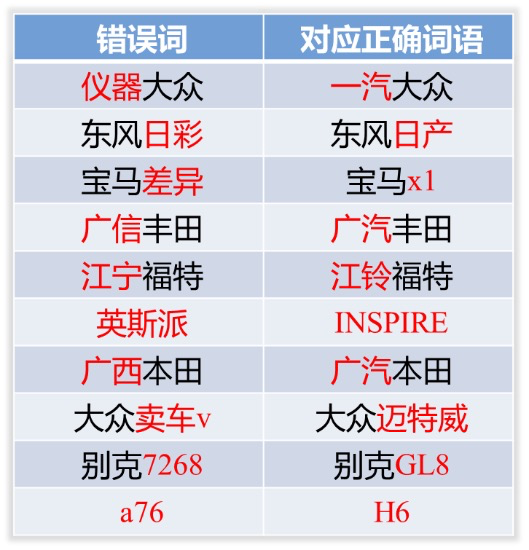 错误词 对应正确词语
仪器大众 一汽大众
东风日彩 东风日产
宝马差异 宝马x1
广信丰田 广汽丰田
江宁福特 江铃福特
英斯派 INSPIRE
广西本田 广汽本田
大众卖车v 大众迈特威
别克7268 别克GL8
a76 H6